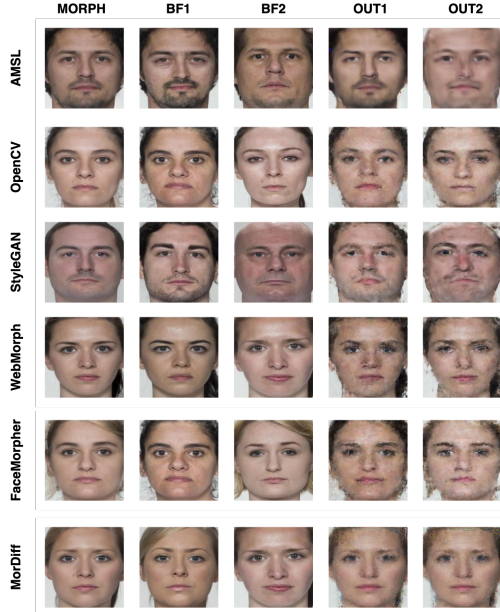 MORPH BF1 BF2 OUT1 OUT2
AMSL
OpenCV
StyleGAN
WebMorph
FaceMorpher
MorDiff